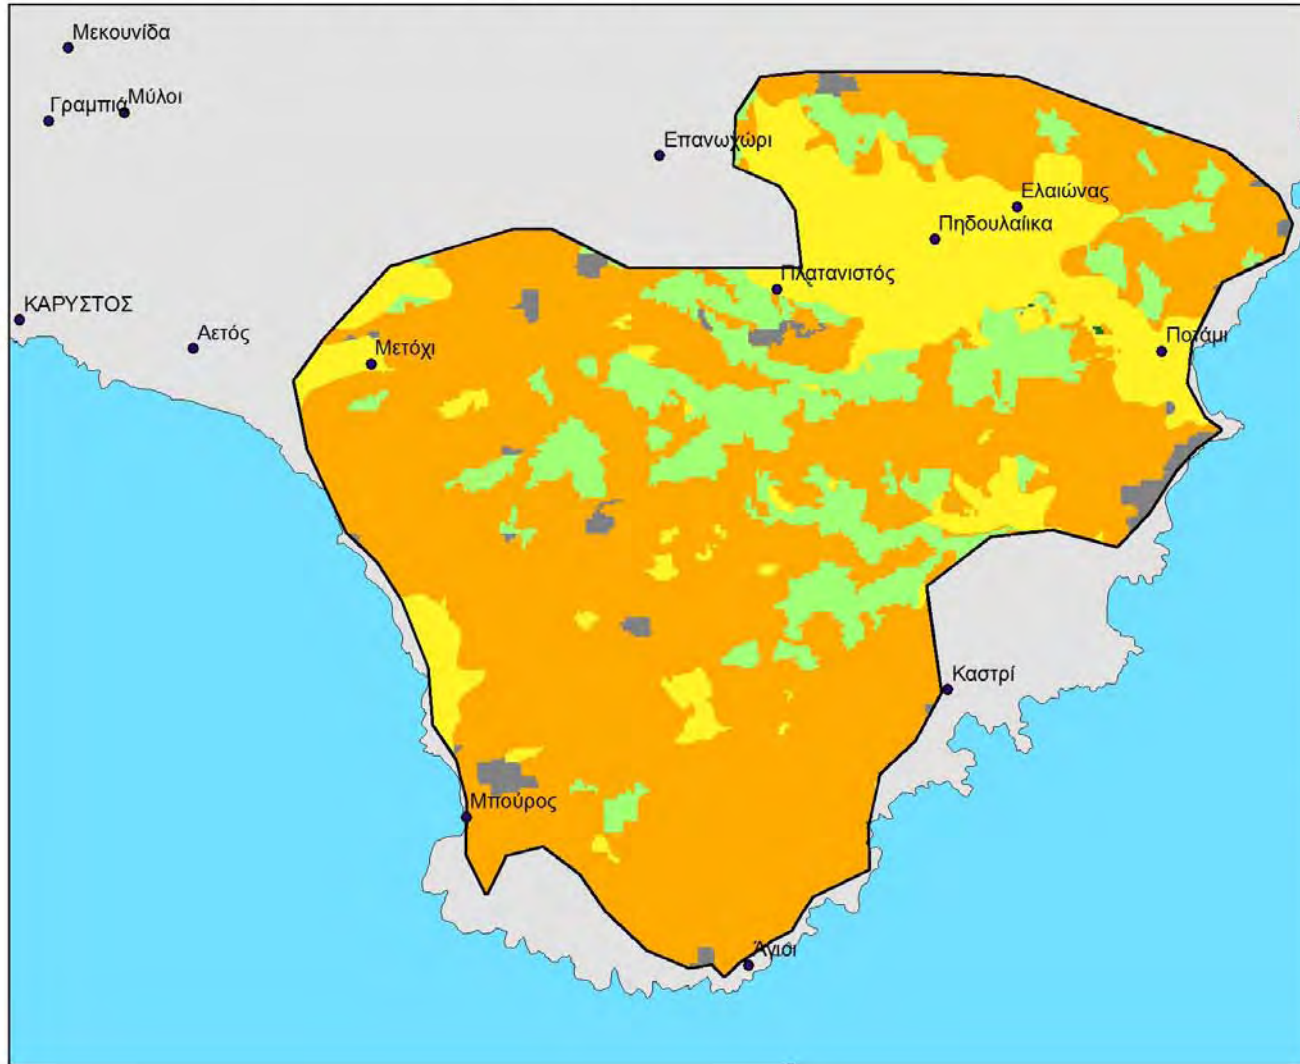 Μεκουνίδα
Γραμπιά
Μύλοι
Επανωχώρι
Ελαιώνας
Πηδουλαίικα
Πλατανιστός
ΚΑΡΥΣΤΟΣ
Αετός
Μετόχι
Ποτάμι
Καστρί
Μπούρος
Άγιοι